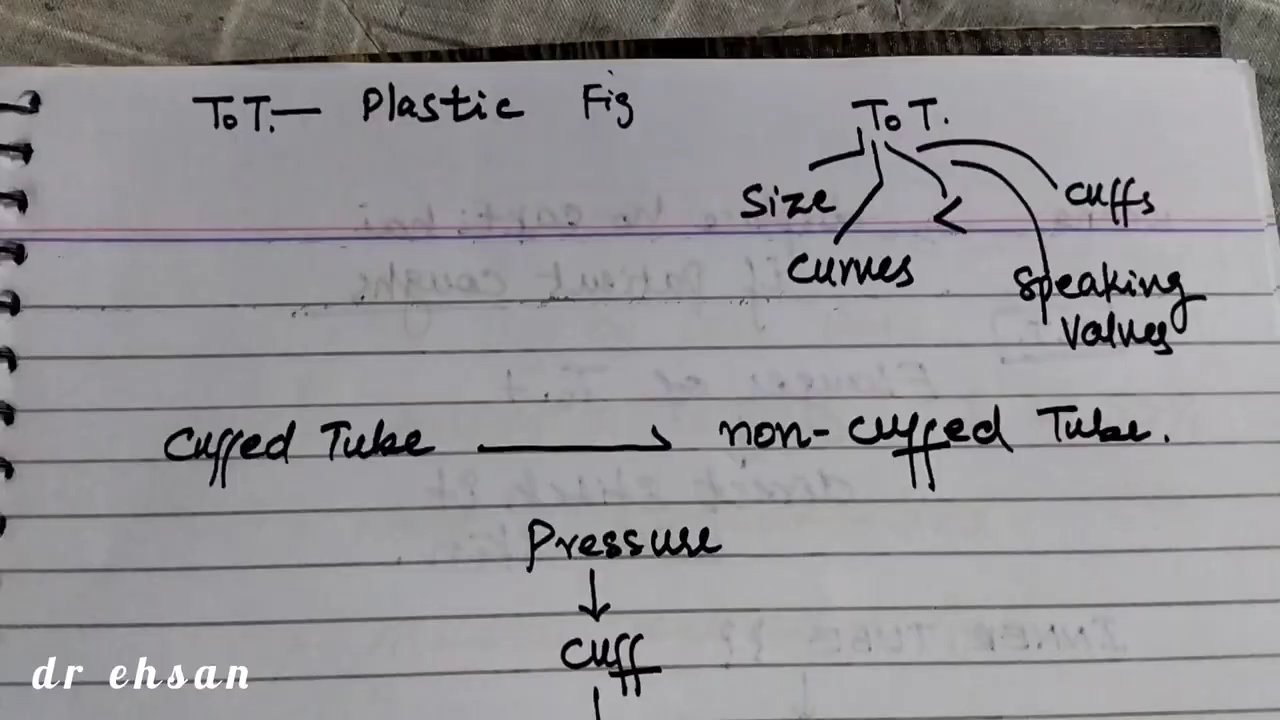 ToT.— Plastic Fig
ToT.
Size
<
cuffs
curves
Speaking
Valves
Cuffed Tube → non-cuffed Tube.
Pressure
↓
cuff
dr ehsan